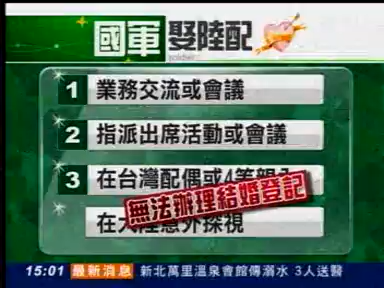 國軍 娶陸配
soldier
1 業務交流或會議
2 指派出席活動或會議
3 在台灣配偶或4等親
無法辦理結婚登記
在大陸意外探視
15:01 最新消息 新北萬里溫泉會館傳溺水 3人送醫